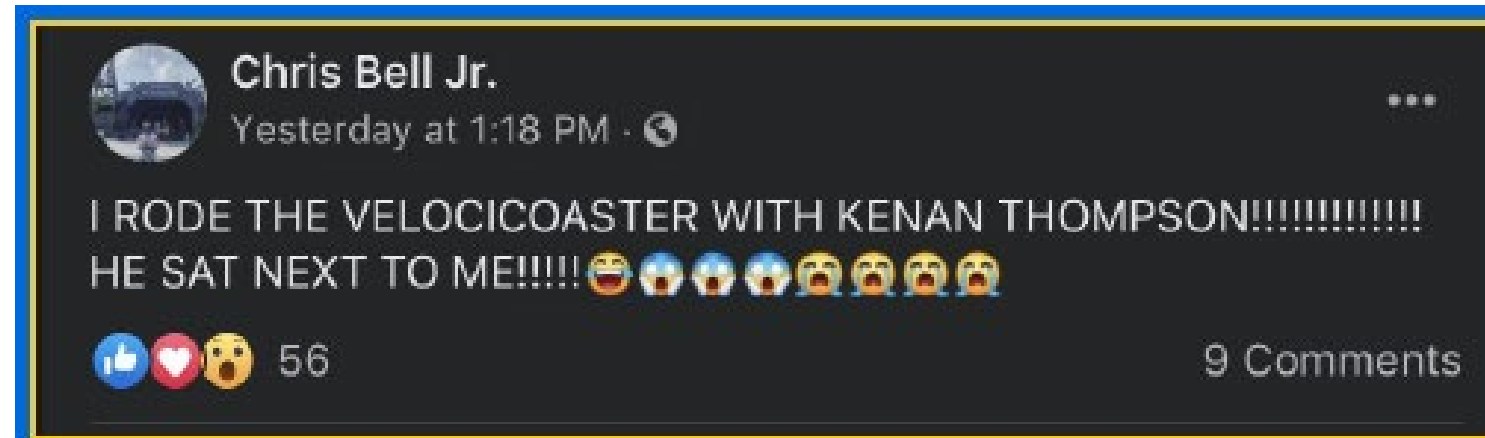 Chris Bell Jr.
Yesterday at 1:18 PM ·
I RODE THE VELOCICOASTER WITH KENAN THOMPSON!!!!!!!!!!!!!
HE SAT NEXT TO ME!!!!!😅😱😱😱😭😭😭😭
56
9 Comments